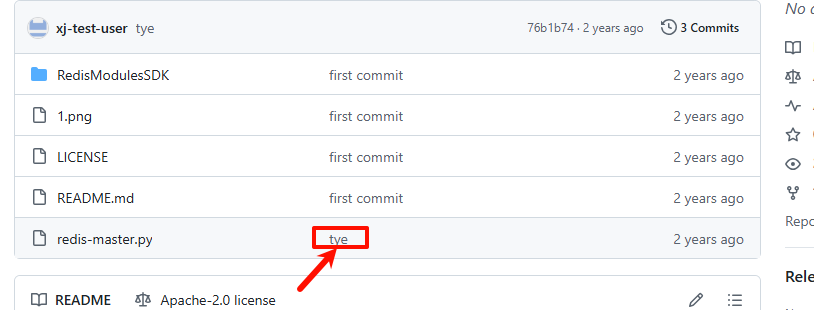 No
xj-test-user tye 76b1b74 · 2 years ago 3 Commits
RedisModulesSDK first commit 2 years ago
1.png first commit 2 years ago
LICENSE first commit 2 years ago
README.md first commit 2 years ago
redis-master.py tye 2 years ago
Repo
Rele
README Apache-2.0 license